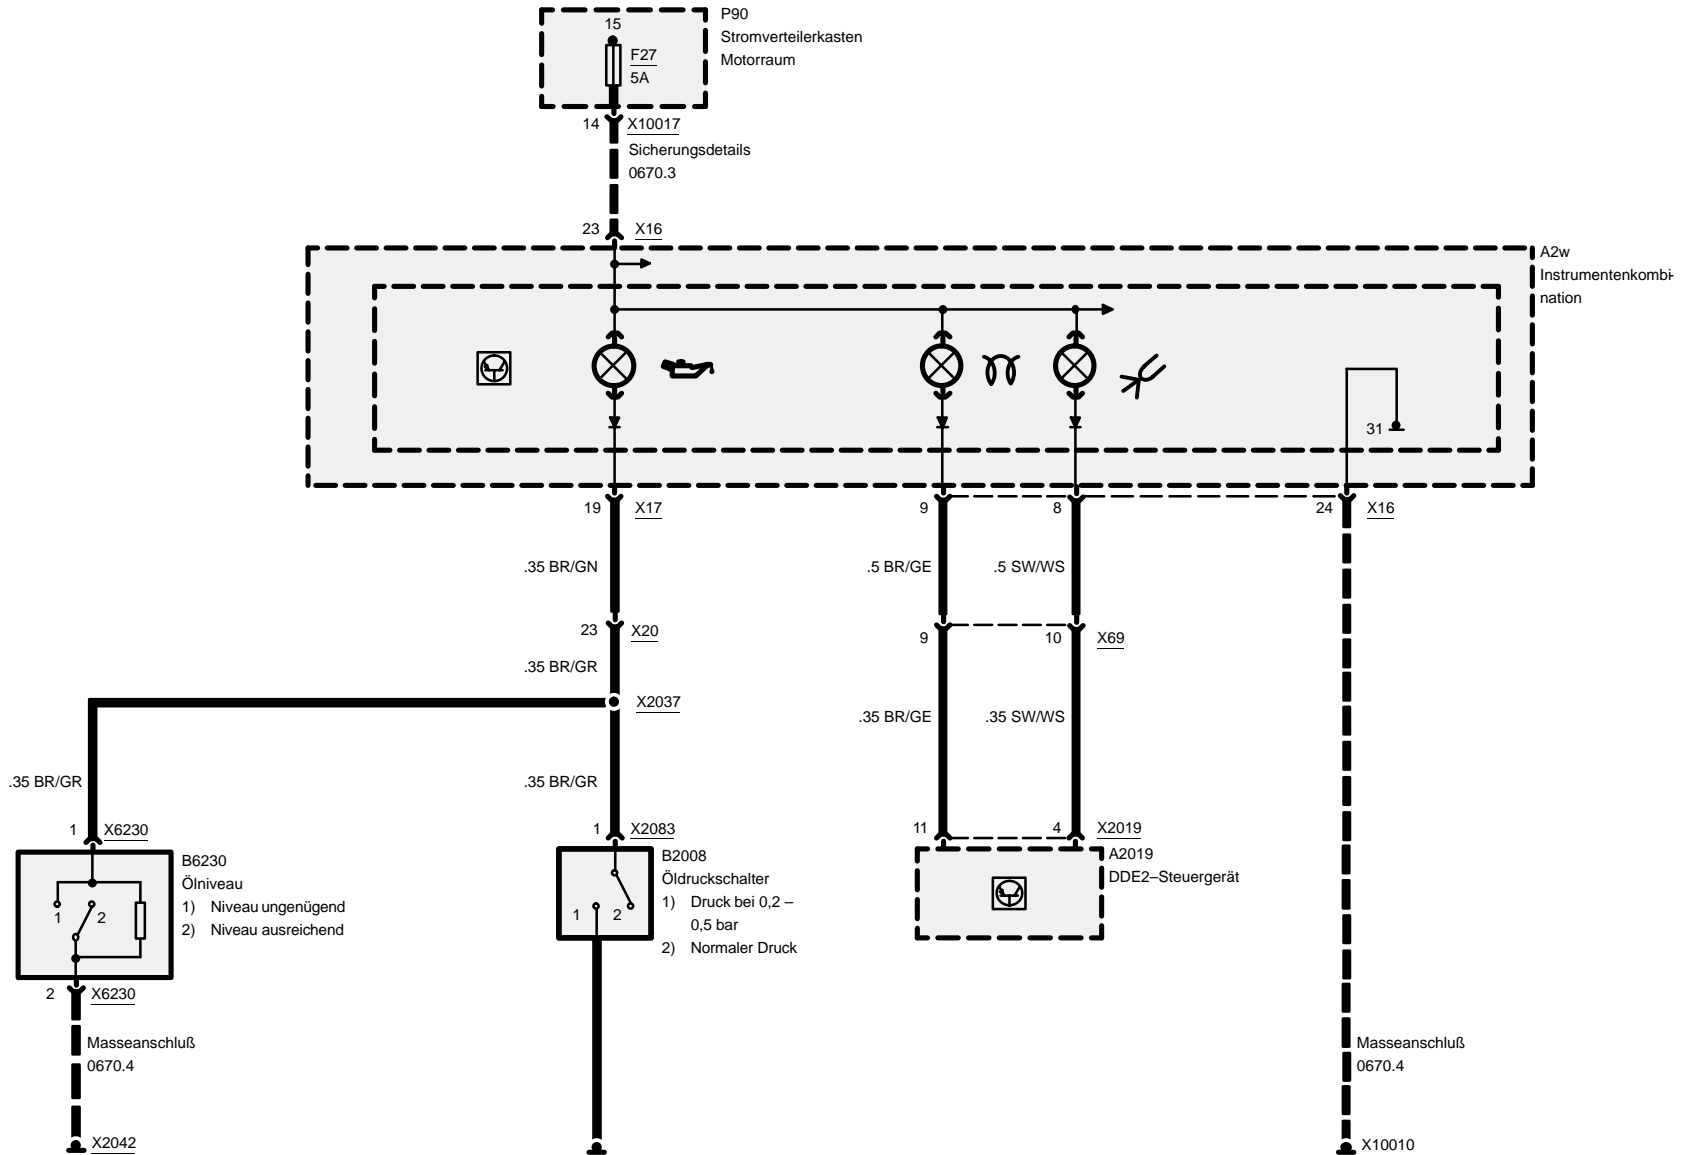 P90
15
Stromverteilerkasten
F27
Motorraum
5A
14 X10017
Sicherungsdetails
0670.3
23 X16
A2w
Instrumentenkombi-
nation
31
19 X17
9
8
24 X16
.35 BR/GN
.5 BR/GE
.5 SW/WS
23 X20
9
10 X69
.35 BR/GR
X2037
.35 BR/GE
.35 SW/WS
.35 BR/GR
.35 BR/GR
1 X6230
1 X2083
11
4 X2019
B6230
Ölniveau
1) Niveau ungenügend
2) Niveau ausreichend
1
2
B2008
Öldruckschalter
1) Druck bei 0,2 –
0,5 bar
2) Normaler Druck
1
2
A2019
DDE2–Steuergerät
2 X6230
Masseanschluß
0670.4
Masseanschluß
0670.4
X2042
X10010